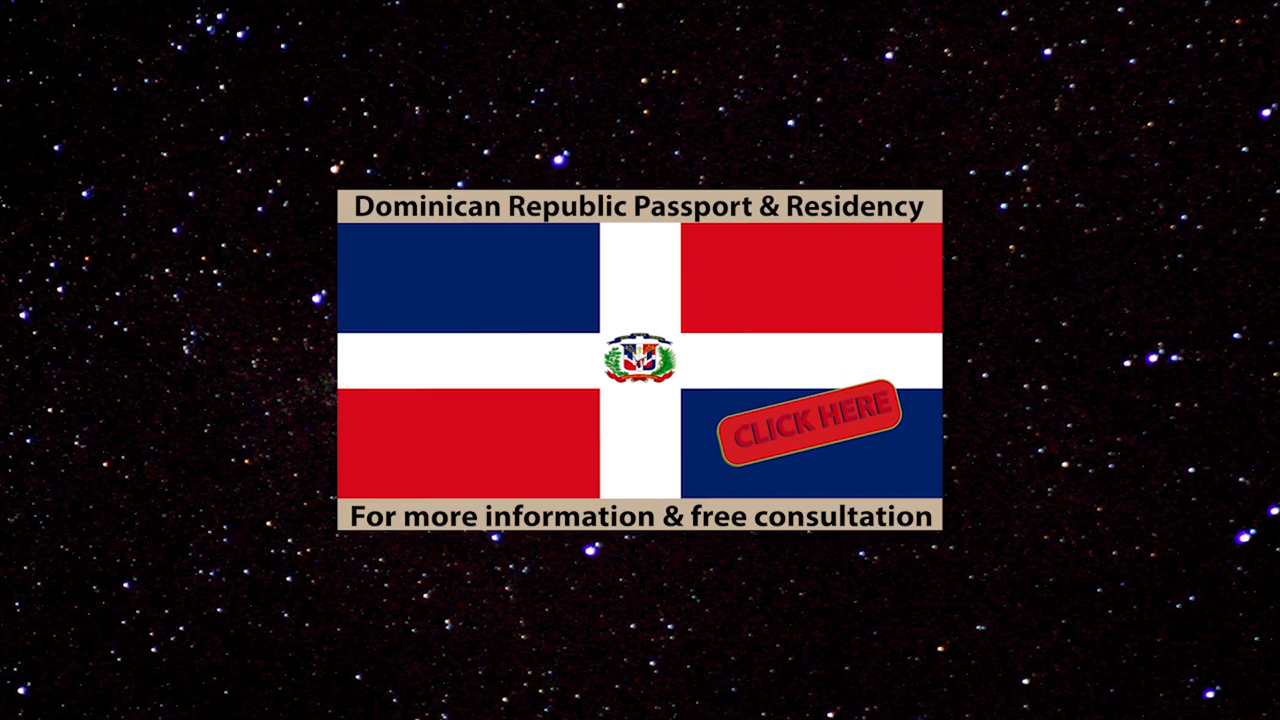 Dominican Republic Passport & Residency
CLICK HERE
For more information & free consultation